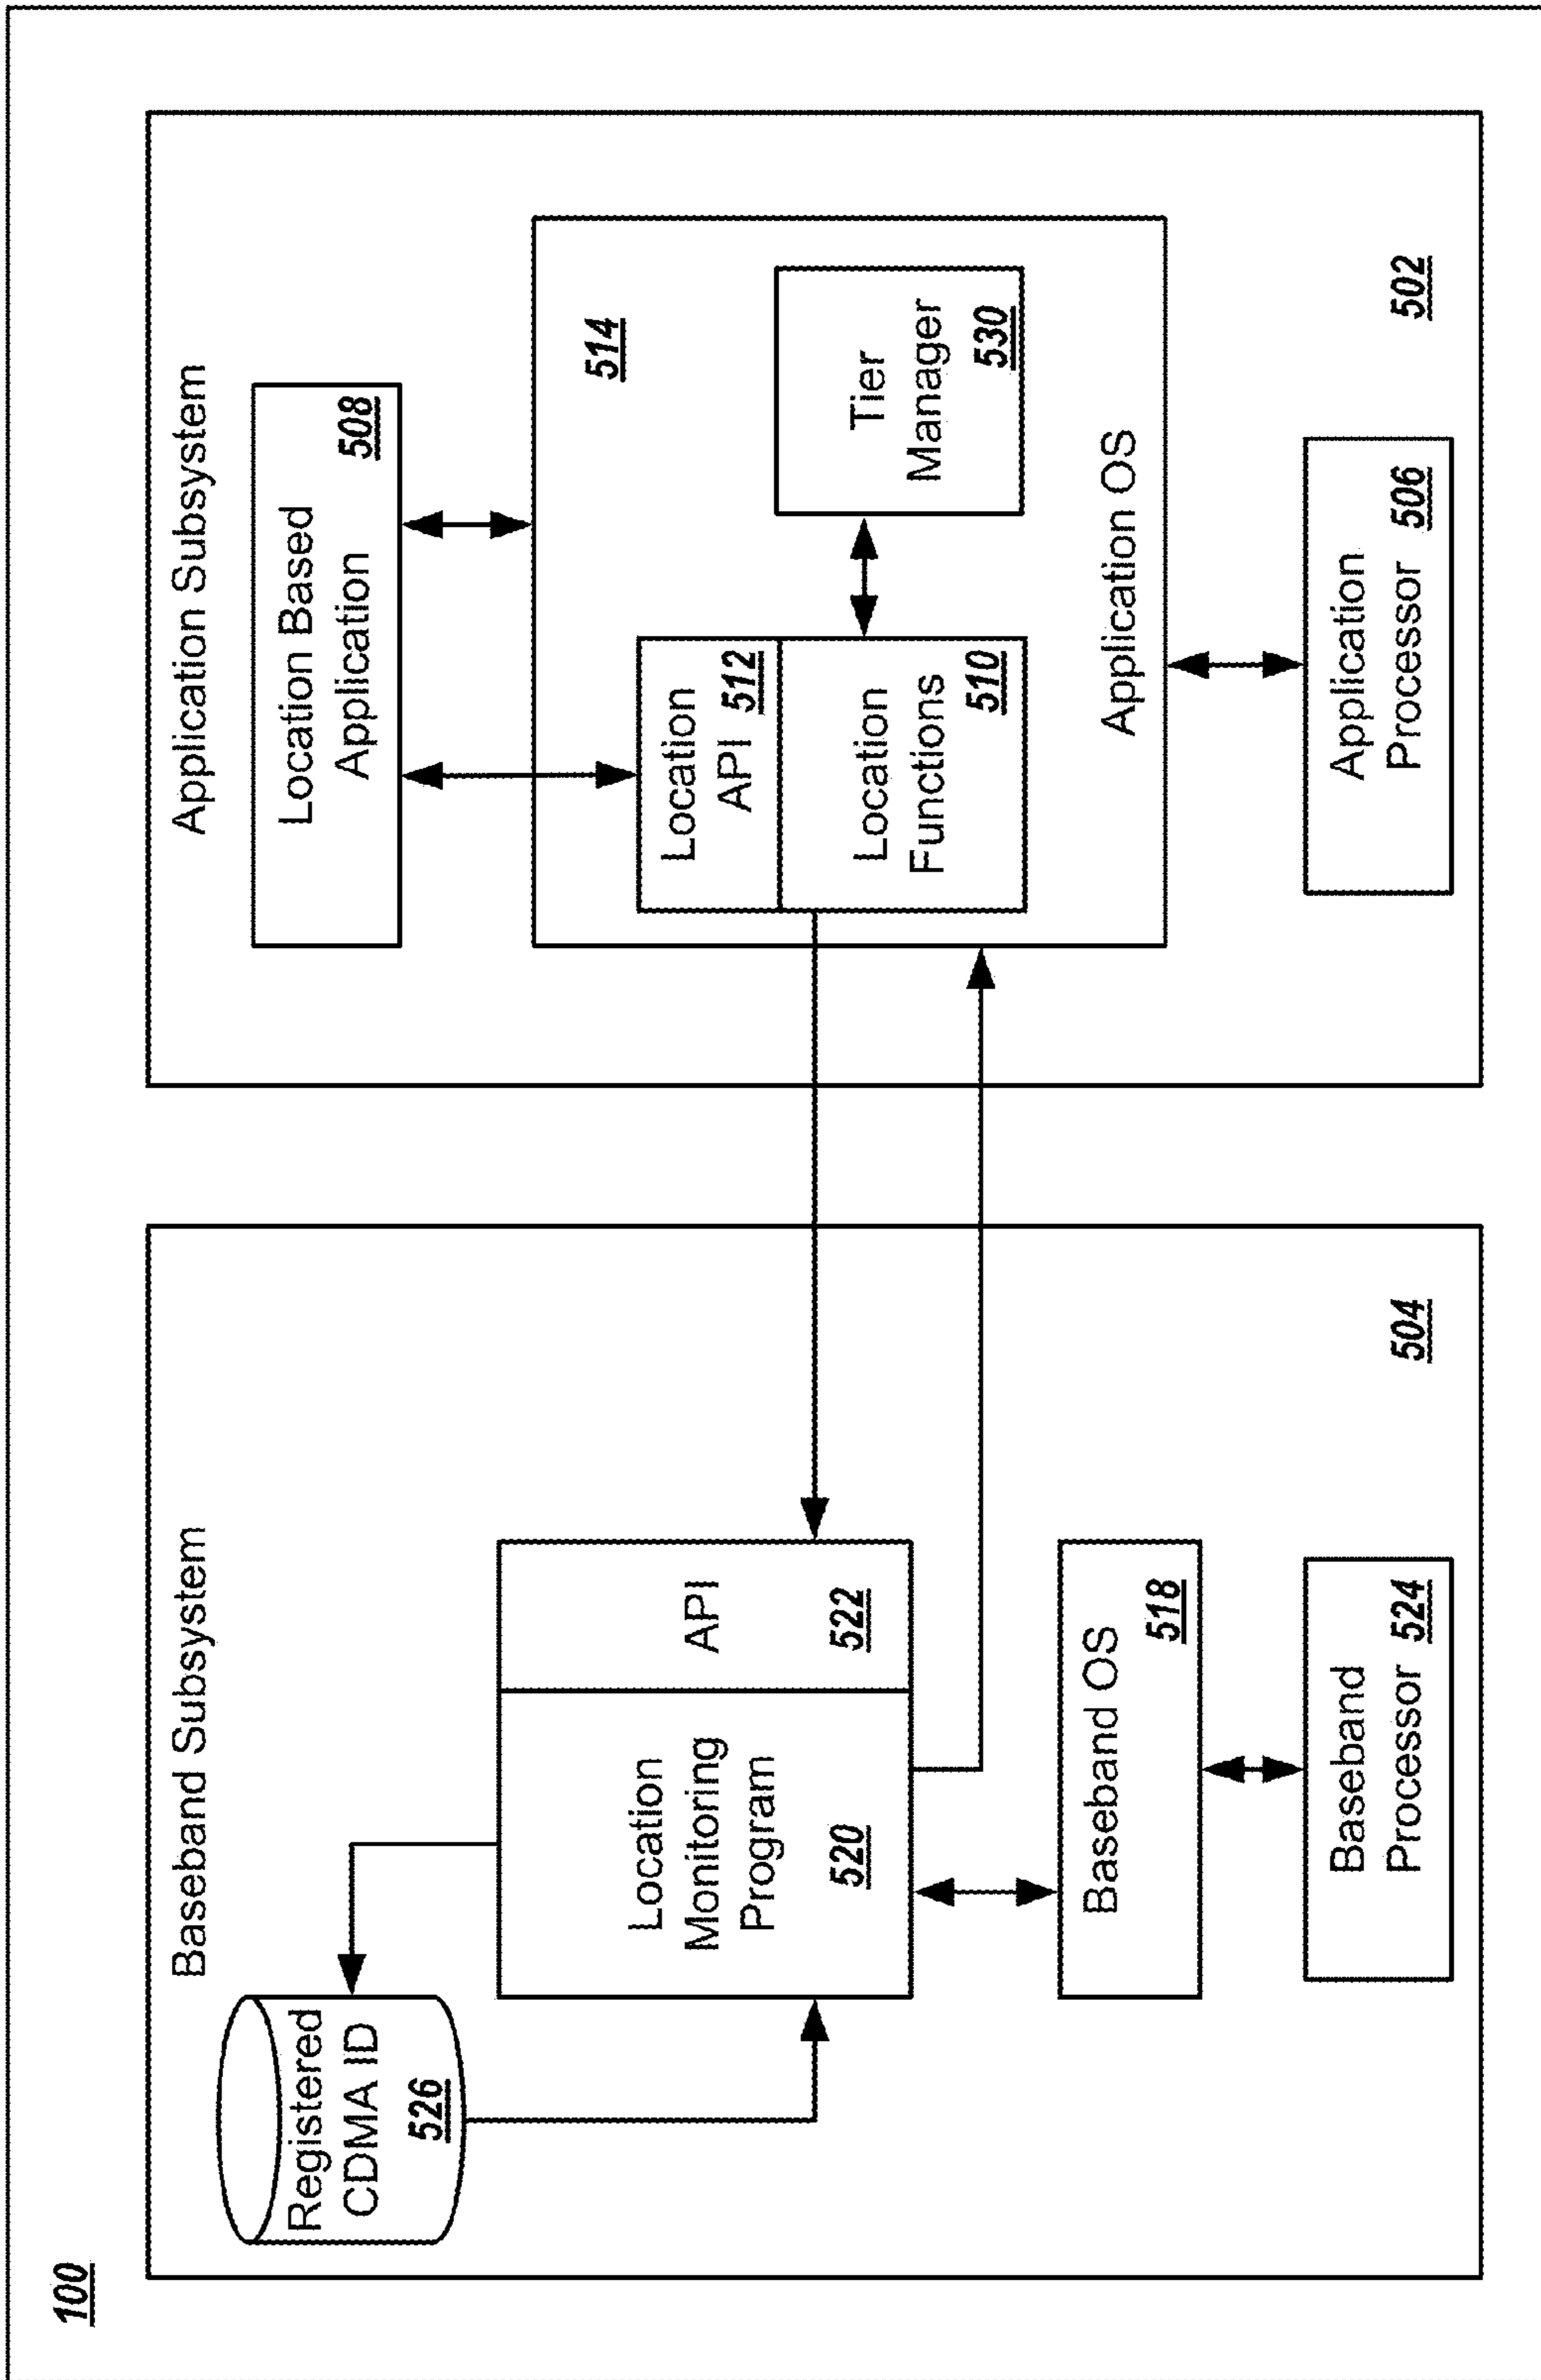 100
Baseband Subsystem
Registered
CDMA ID
526
Location
Monitoring
Program
520
API
522
Baseband OS
518
Baseband
Processor 524
504
Application Subsystem
Location Based
Application
508
514
Location
API 512
Location
Functions
510
Tier
Manager
530
Application OS
Application
Processor 506
502